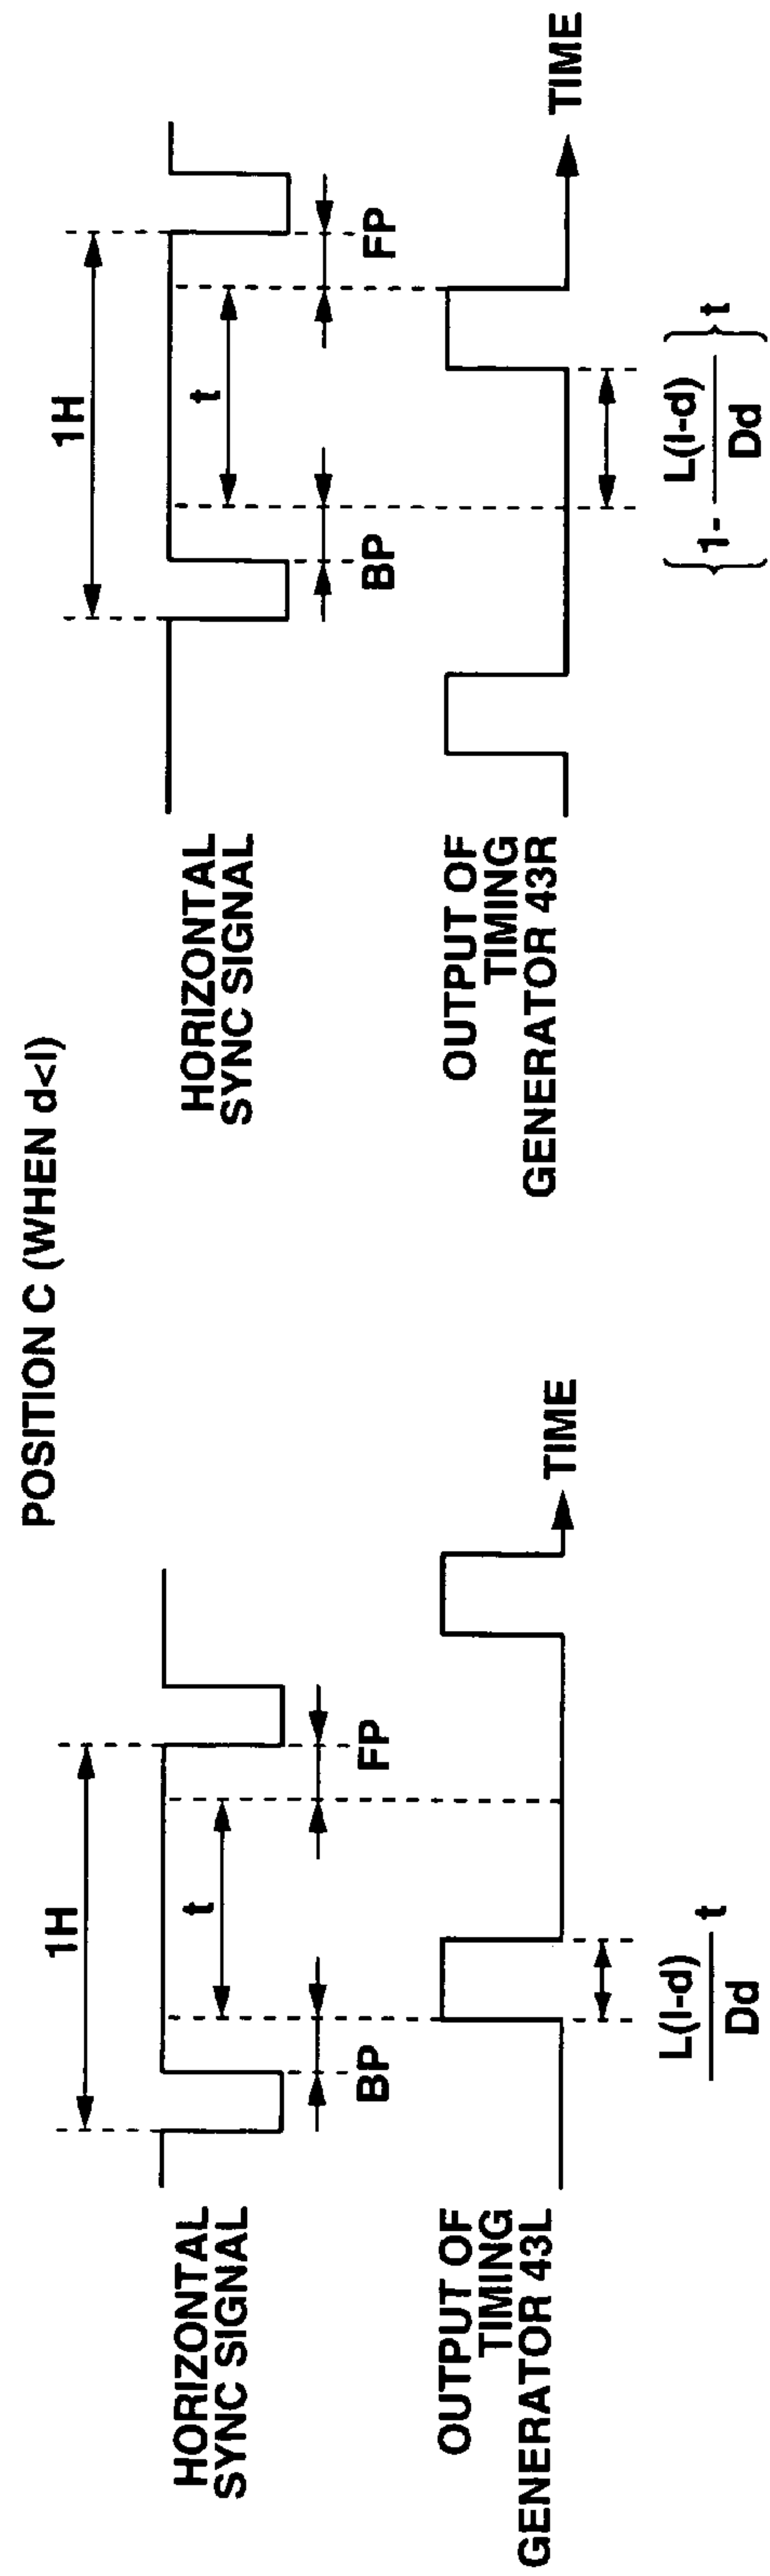 POSITION C (WHEN d<l)
HORIZONTAL
SYNC SIGNAL
1H
t
BP
FP
OUTPUT OF
TIMING
GENERATOR 43L
TIME
L(l-d)
Dd
t
HORIZONTAL
SYNC SIGNAL
1H
t
BP
FP
OUTPUT OF
TIMING
GENERATOR 43R
TIME
{1- L(l-d)
Dd
} t